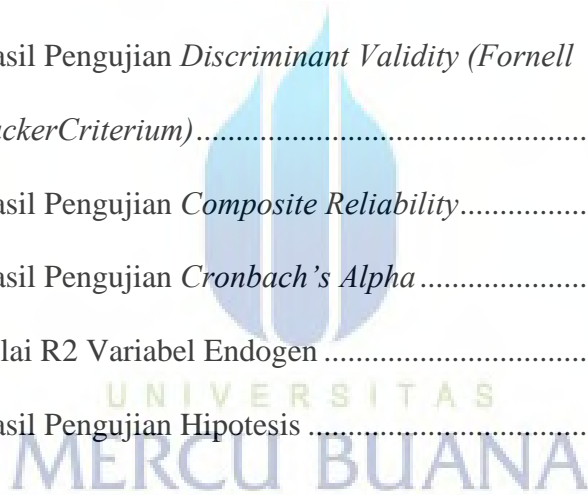 asil Pengujian Discriminant Validity (Fornell
ackerCriterium)................................................
asil Pengujian Composite Reliability...................
asil Pengujian Cronbach's Alpha.........................
lai R2 Variabel Endogen.......................................
UNIVERSITAS
asil Pengujian Hipotesis.........................................
MERCU BUANA